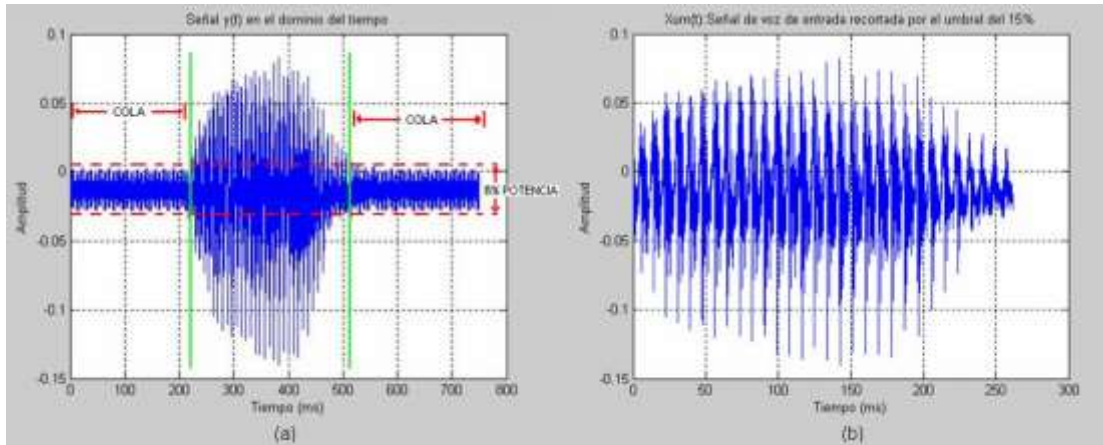 Señal y(t) en el dominio del tiempo
0.1
0.05
0
-0.05
-0.1
-0.15
Amplitud
COLA
COLA
8% POTENCIA
0 100 200 300 400 500 600 700 800
Tiempo (ms)
(a)
Xum(t):Señal de voz de entrada recortada por el umbral del 15%
0.1
0.05
0
-0.05
-0.1
-0.15
Amplitud
0 50 100 150 200 250 300
Tiempo (ms)
(b)